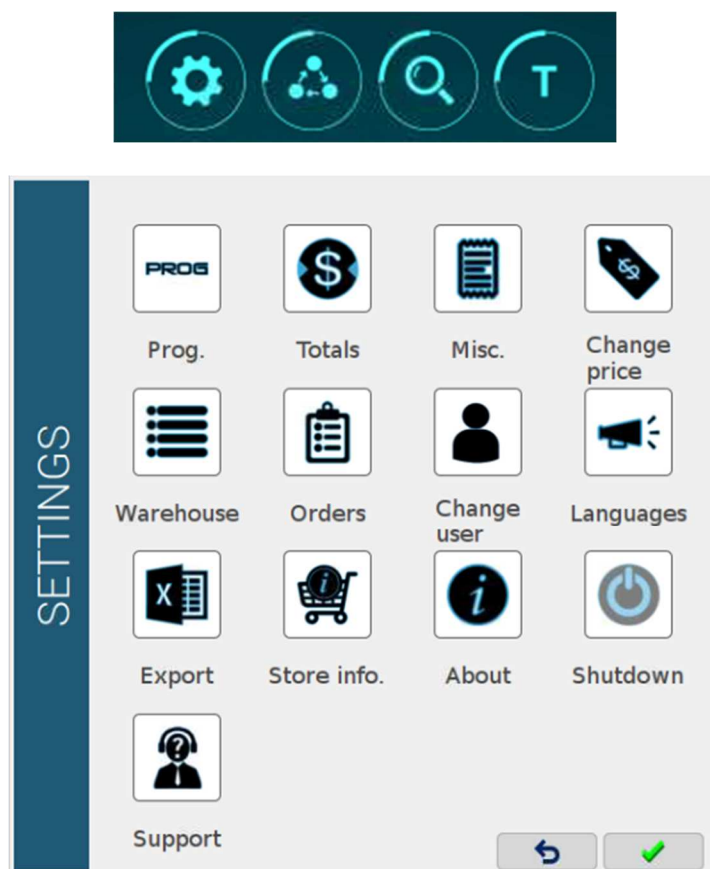 T
SETTINGS
PROG
$
$
Prog.
Totals
Misc.
Change
price
Warehouse
Orders
Change
user
Languages
X
i
i
Export
Store info.
About
Shutdown
?
Support